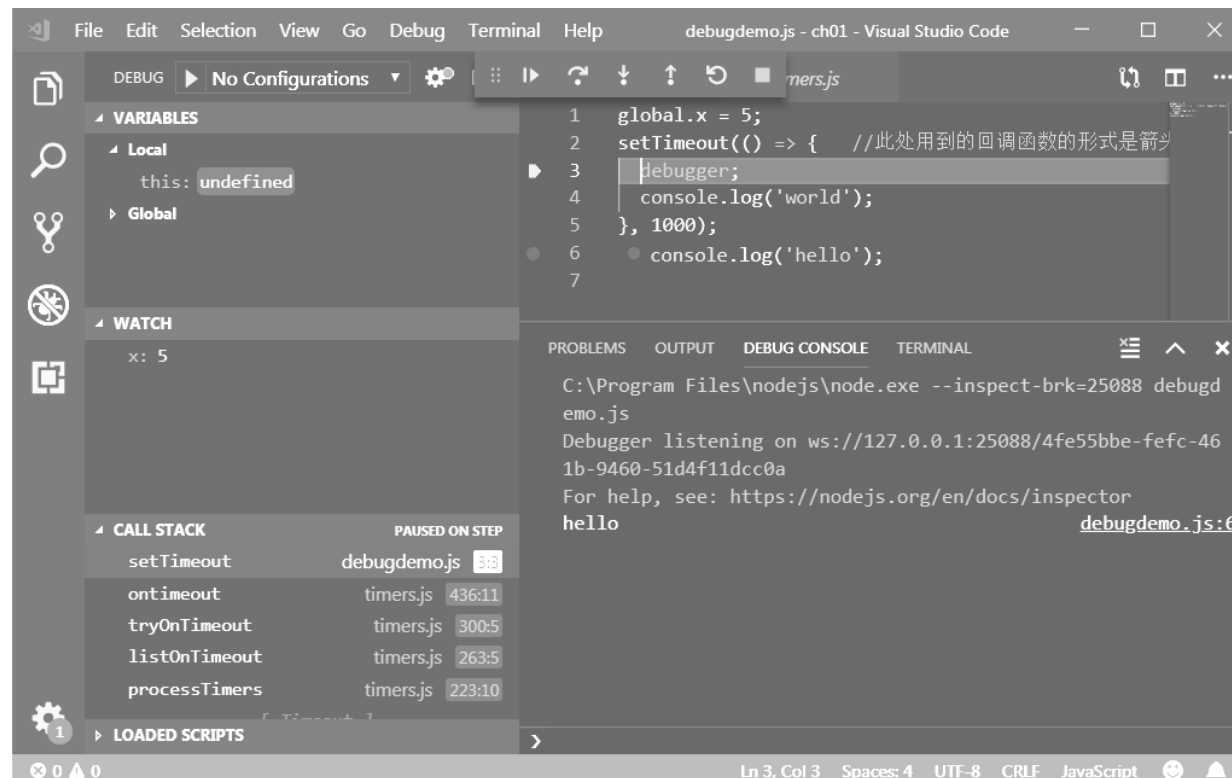 File Edit Selection View Go Debug Terminal Help debugdemo.js - ch01 - Visual Studio Code
DEBUG No Configurations
VARIABLES
Local
this: undefined
Global
WATCH
x: 5
CALL STACK PAUSED ON STEP
setTimeout debugdemo.js 3:3
ontimeout timers.js 436:11
tryOnTimeout timers.js 300:5
listOnTimeout timers.js 263:5
processTimers timers.js 223:10
[ Timeout ]
LOADED SCRIPTS
1
mers.js
1 global.x = 5;
2 setTimeout(() => { //此处用到的回调函数的形式是箭头
3 debugger;
4 console.log('world');
5 }, 1000);
6 console.log('hello');
7
PROBLEMS OUTPUT DEBUG CONSOLE TERMINAL
C:\Program Files\nodejs\node.exe --inspect-brk=25088 debugd
emo.js
Debugger listening on ws://127.0.0.1:25088/4fe55bbe-fefc-46
1b-9460-51d4f11dcc0a
For help, see: https://nodejs.org/en/docs/inspector
hello debugdemo.js:6
0 0 Ln 3, Col 3 Spaces: 4 UTF-8 CRLF JavaScript